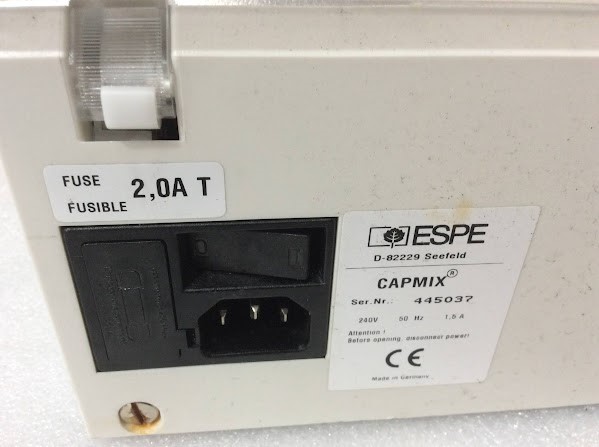 FUSE
FUSIBLE
2,0A T
ESPE
D-82229 Seefeld
CAPMIX®
Ser.Nr.: 445037
240V 50 Hz 1,5 A
Attention !
Before opening, disconnect power!
CE
Made in Germany